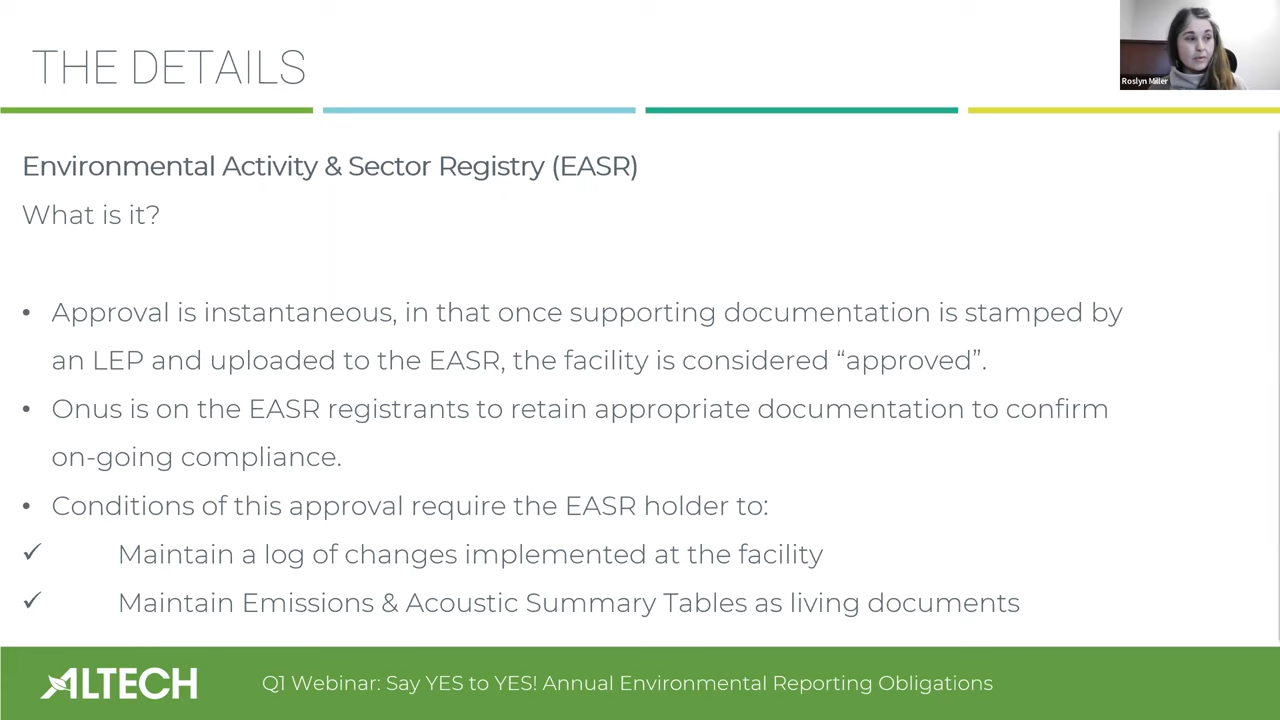 THE DETAILS
Roslyn Miller
Environmental Activity & Sector Registry (EASR)
What is it?
• Approval is instantaneous, in that once supporting documentation is stamped by
an LEP and uploaded to the EASR, the facility is considered “approved”.
• Onus is on the EASR registrants to retain appropriate documentation to confirm
on-going compliance.
• Conditions of this approval require the EASR holder to:
✓ Maintain a log of changes implemented at the facility
✓ Maintain Emissions & Acoustic Summary Tables as living documents
ALTECH
Q1 Webinar: Say YES to YES! Annual Environmental Reporting Obligations